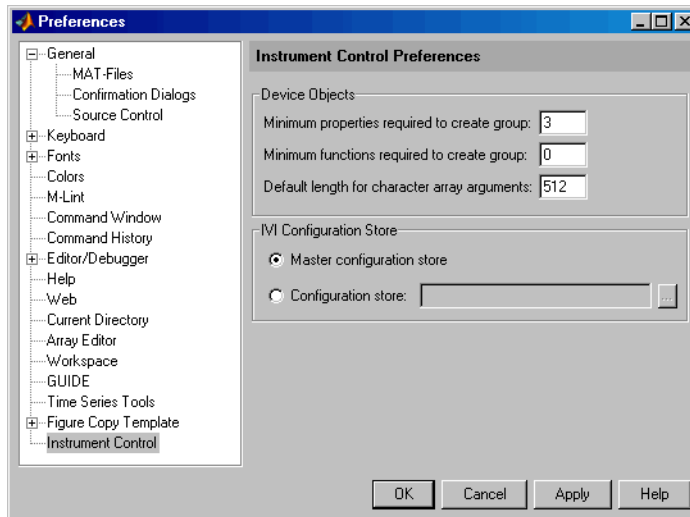 Preferences
General
MAT-Files
Confirmation Dialogs
Source Control
Keyboard
Fonts
Colors
M-Lint
Command Window
Command History
Editor/Debugger
Help
Web
Current Directory
Array Editor
Workspace
GUIDE
Time Series Tools
Figure Copy Template
Instrument Control
Instrument Control Preferences
Device Objects
Minimum properties required to create group: 3
Minimum functions required to create group: 0
Default length for character array arguments: 512
IVI Configuration Store
Master configuration store
Configuration store: ...
OK Cancel Apply Help